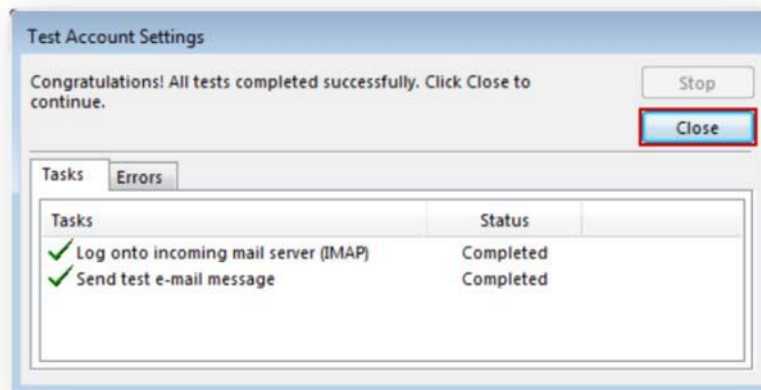 Test Account Settings
Congratulations! All tests completed successfully. Click Close to
continue.
Stop
Close
Tasks Errors
Tasks Status
Log onto incoming mail server (IMAP) Completed
Send test e-mail message Completed